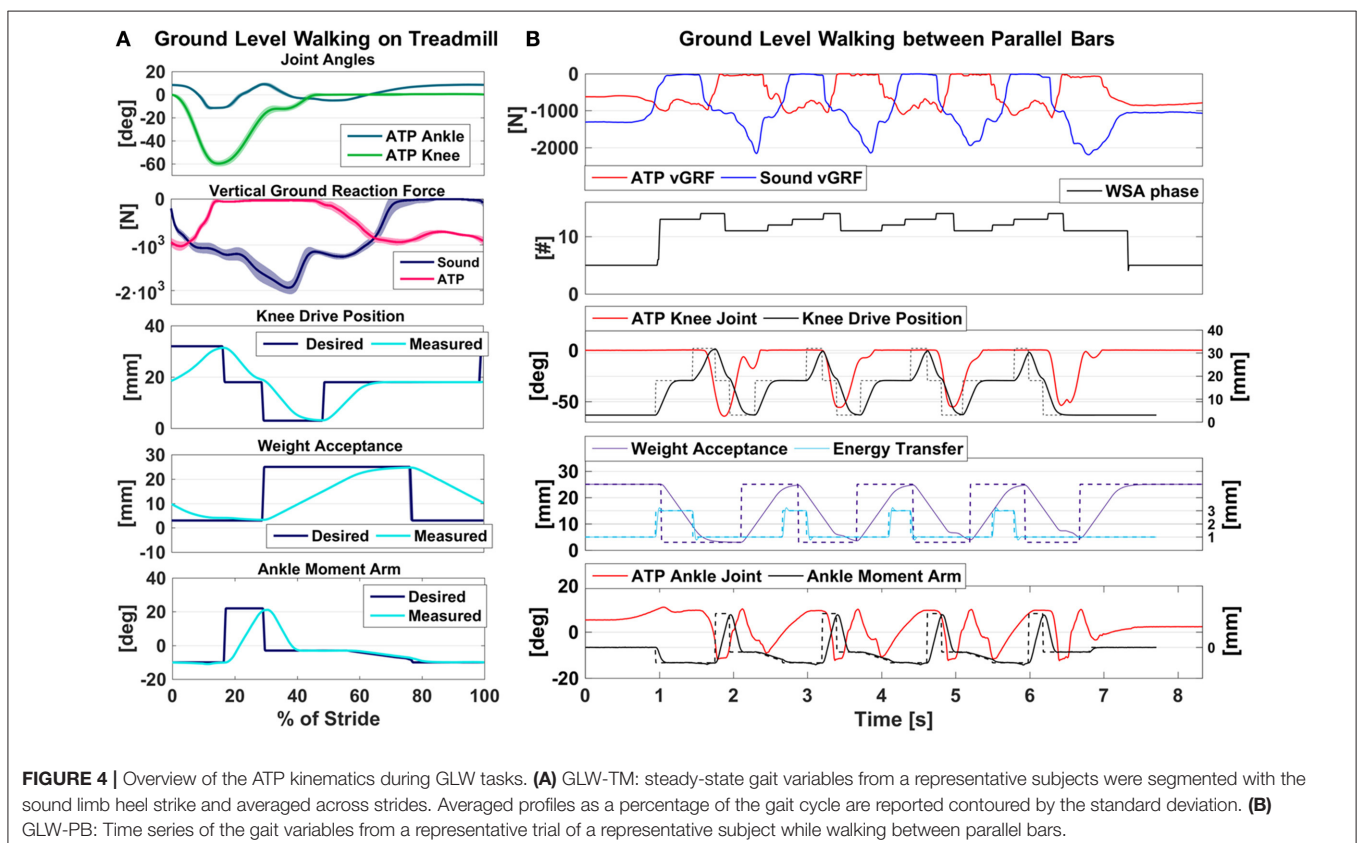 A Ground Level Walking on Treadmill
Joint Angles
20
0
-20
-40
-60
[deg]
ATP Ankle
ATP Knee
Vertical Ground Reaction Force
0
-10³
-2·10³
[N]
Sound
ATP
Knee Drive Position
40
20
0
[mm]
Desired Measured
Weight Acceptance
30
20
10
0
-10
[mm]
Desired Measured
Ankle Moment Arm
40
20
0
-20
[deg]
Desired
Measured
0 20 40 60 80 100
% of Stride
B Ground Level Walking between Parallel Bars
0
-1000
-2000
[N]
ATP vGRF Sound vGRF
WSA phase
10
0
[#]
ATP Knee Joint Knee Drive Position
0
-50
[deg]
40
30
20
10
0
[mm]
Weight Acceptance Energy Transfer
30
20
10
0
[mm]
3
2
1
[mm]
ATP Ankle Joint Ankle Moment Arm
20
0
-20
[deg]
0
[mm]
0 1 2 3 4 5 6 7 8
Time [s]
FIGURE 4 | Overview of the ATP kinematics during GLW tasks. (A) GLW-TM: steady-state gait variables from a representative subjects were segmented with the
sound limb heel strike and averaged across strides. Averaged profiles as a percentage of the gait cycle are reported contoured by the standard deviation. (B)
GLW-PB: Time series of the gait variables from a representative trial of a representative subject while walking between parallel bars.